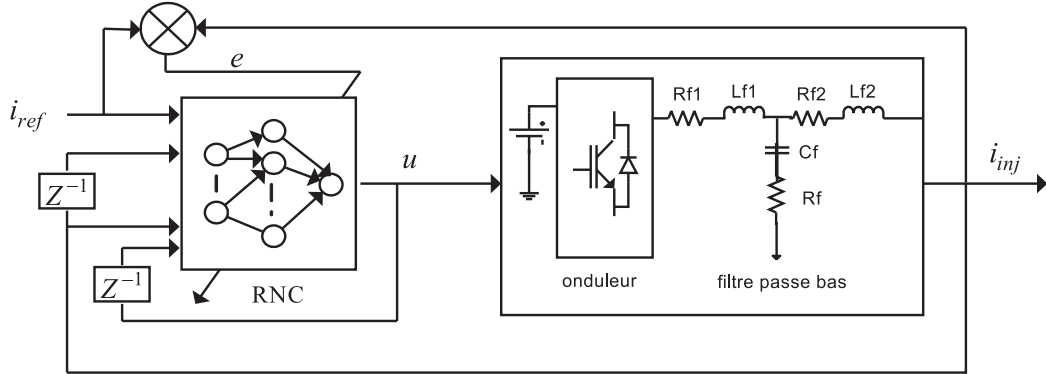 e
i_ref
Z⁻¹
Z⁻¹
RNC
u
Rf1
Lf1
Rf2
Lf2
Cf
Rf
onduleur
filtre passe bas
i_inj